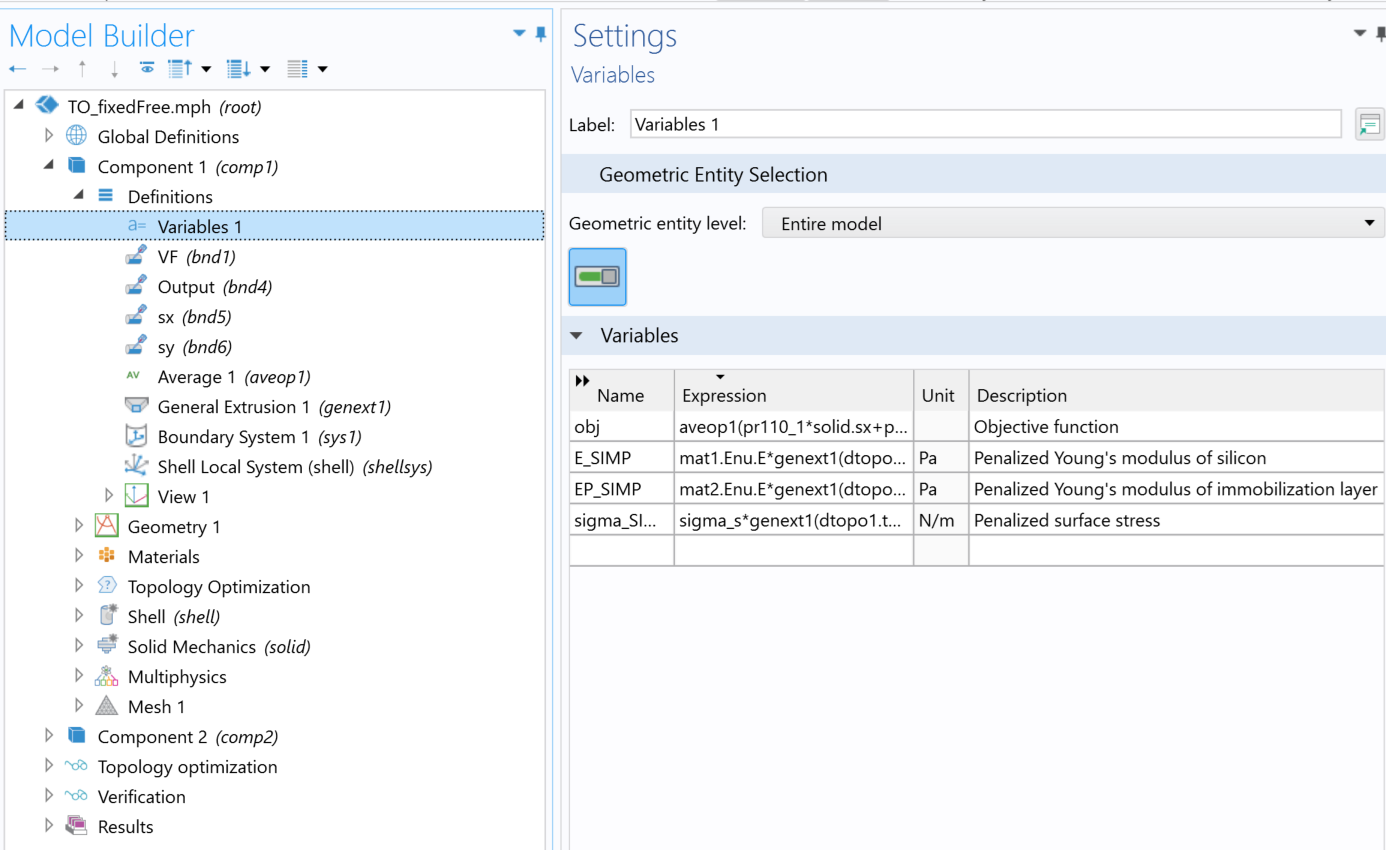 Model Builder
TO_fixedFree.mph (root)
Global Definitions
Component 1 (comp1)
Definitions
a= Variables 1
VF (bnd1)
Output (bnd4)
sx (bnd5)
sy (bnd6)
AV Average 1 (aveop1)
General Extrusion 1 (genext1)
Boundary System 1 (sys1)
Shell Local System (shell) (shellsys)
View 1
Geometry 1
Materials
Topology Optimization
Shell (shell)
Solid Mechanics (solid)
Multiphysics
Mesh 1
Component 2 (comp2)
Topology optimization
Verification
Results
Settings
Variables
Label: Variables 1
Geometric Entity Selection
Geometric entity level: Entire model
Variables
Name Expression Unit Description
obj aveop1(pr110_1*solid.sx+p... Objective function
E_SIMP mat1.Enu.E*genext1(dtopo... Pa Penalized Young's modulus of silicon
EP_SIMP mat2.Enu.E*genext1(dtopo... Pa Penalized Young's modulus of immobilization layer
sigma_SI... sigma_s*genext1(dtopo1.t... N/m Penalized surface stress